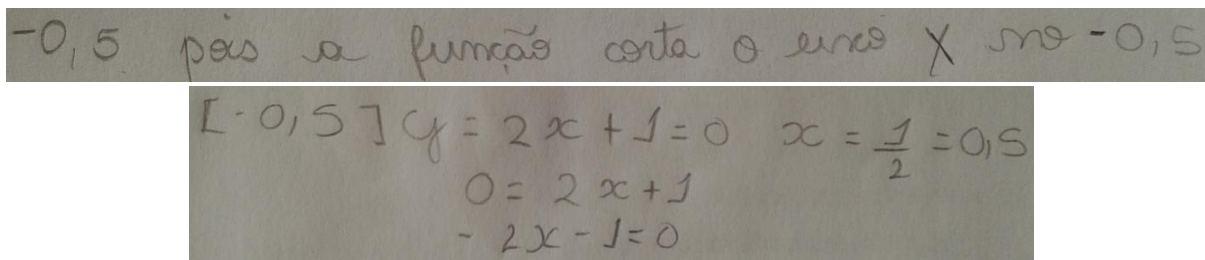 -0,5 pois a função corta o eixo X no -0,5
[-0,5] y = 2x + 1 = 0 x = 1/2 = 0,5
0 = 2x + 1
- 2x - 1 = 0